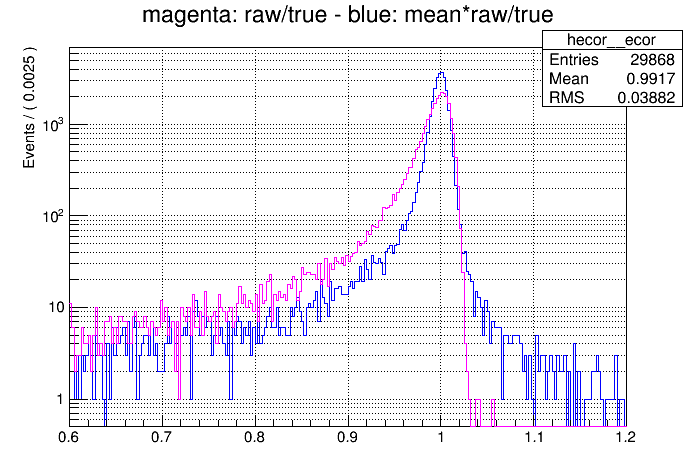 magenta: raw/true - blue: mean*raw/true
hecor__ecor
Entries 29868
Mean 0.9917
RMS 0.03882
Events / ( 0.0025 )
10³
10²
10
1
0.6 0.7 0.8 0.9 1 1.1 1.2